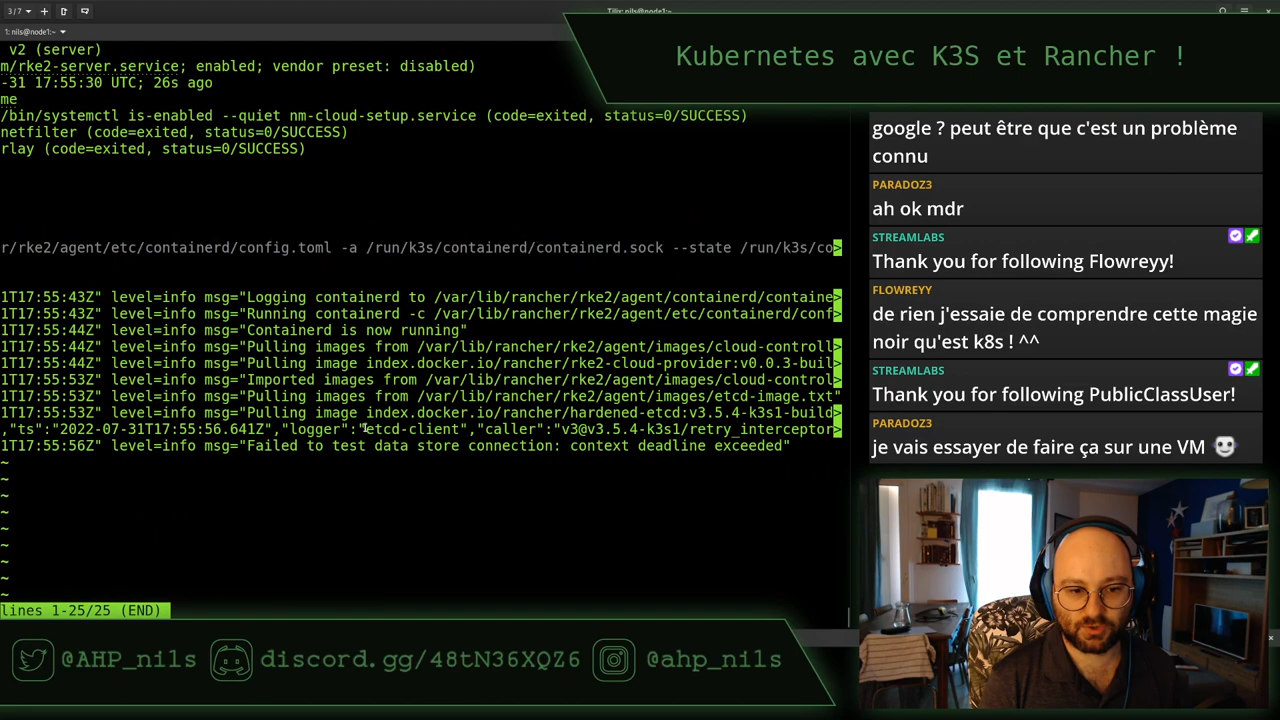 3/7
Tilix: nils@node1:~
1: nils@node1:~
v2 (server)
m/rke2-server.service; enabled; vendor preset: disabled)
-31 17:55:30 UTC; 26s ago
me
/bin/systemctl is-enabled --quiet nm-cloud-setup.service (code=exited, status=0/SUCCESS)
netfilter (code=exited, status=0/SUCCESS)
rlay (code=exited, status=0/SUCCESS)
r/rke2/agent/etc/containerd/config.toml -a /run/k3s/containerd/containerd.sock --state /run/k3s/co>
1T17:55:43Z" level=info msg="Logging containerd to /var/lib/rancher/rke2/agent/containerd/containe>
1T17:55:43Z" level=info msg="Running containerd -c /var/lib/rancher/rke2/agent/etc/containerd/conf>
1T17:55:44Z" level=info msg="Containerd is now running"
1T17:55:44Z" level=info msg="Pulling images from /var/lib/rancher/rke2/agent/images/cloud-controll>
1T17:55:44Z" level=info msg="Pulling image index.docker.io/rancher/rke2-cloud-provider:v0.0.3-buil>
1T17:55:53Z" level=info msg="Imported images from /var/lib/rancher/rke2/agent/images/cloud-control>
1T17:55:53Z" level=info msg="Pulling images from /var/lib/rancher/rke2/agent/images/etcd-image.txt"
1T17:55:53Z" level=info msg="Pulling image index.docker.io/rancher/hardened-etcd:v3.5.4-k3s1-build>
,"ts":"2022-07-31T17:55:56.641Z","logger":"etcd-client","caller":"v3@v3.5.4-k3s1/retry_interceptor>
1T17:55:56Z" level=info msg="Failed to test data store connection: context deadline exceeded"
~
~
~
~
~
~
~
~
~
lines 1-25/25 (END)
Kubernetes avec K3S et Rancher !
google ? peut être que c'est un problème
connu
PARADOZ3
ah ok mdr
STREAMLABS
Thank you for following Flowreyy!
FLOWREYY
de rien j'essaie de comprendre cette magie
noir qu'est k8s ! ^^
STREAMLABS
Thank you for following PublicClassUser!
PARADOZ3
je vais essayer de faire ça sur une VM
@AHP_nils
discord.gg/48tN36XQZ6
@ahp_nils